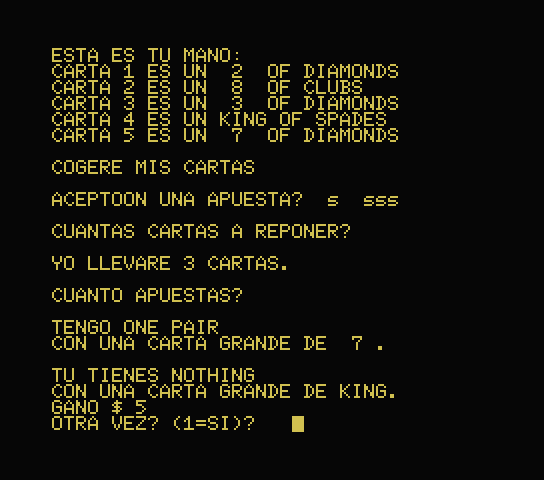 ESTA ES TU MANO:
CARTA 1 ES UN  2  OF DIAMONDS
CARTA 2 ES UN  8  OF CLUBS
CARTA 3 ES UN  3  OF DIAMONDS
CARTA 4 ES UN KING OF SPADES
CARTA 5 ES UN  7  OF DIAMONDS
COGERE MIS CARTAS
ACEPTOON UNA APUESTA?  s  sss
CUANTAS CARTAS A REPONER?
YO LLEVARE 3 CARTAS.
CUANTO APUESTAS?
TENGO ONE PAIR
CON UNA CARTA GRANDE DE  7 .
TU TIENES NOTHING
CON UNA CARTA GRANDE DE KING.
GANO $ 5
OTRA VEZ? (1=SI)?